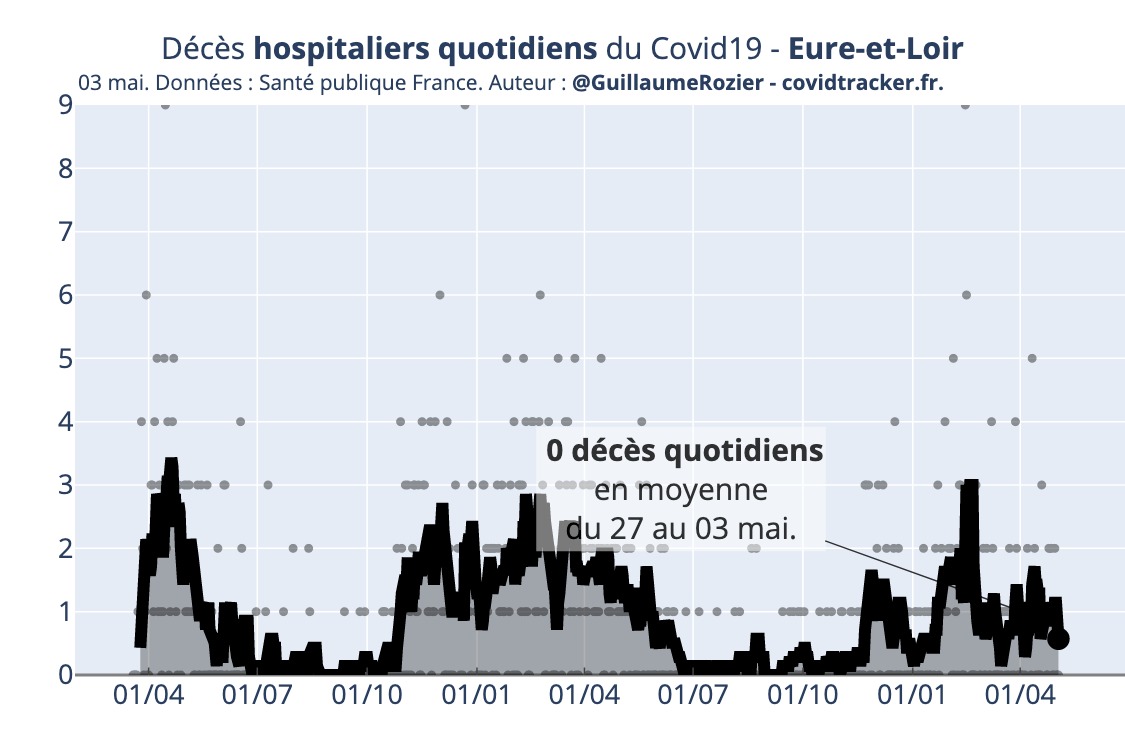 Décès hospitaliers quotidiens du Covid19 - Eure-et-Loir
03 mai. Données : Santé publique France. Auteur : @GuillaumeRozier - covidtracker.fr.
9
8
7
6
5
4
0 décès quotidiens
3
en moyenne
du 27 au 03 mai.
2
1
0
01/04 01/07 01/10 01/01 01/04 01/07 01/10 01/01 01/04